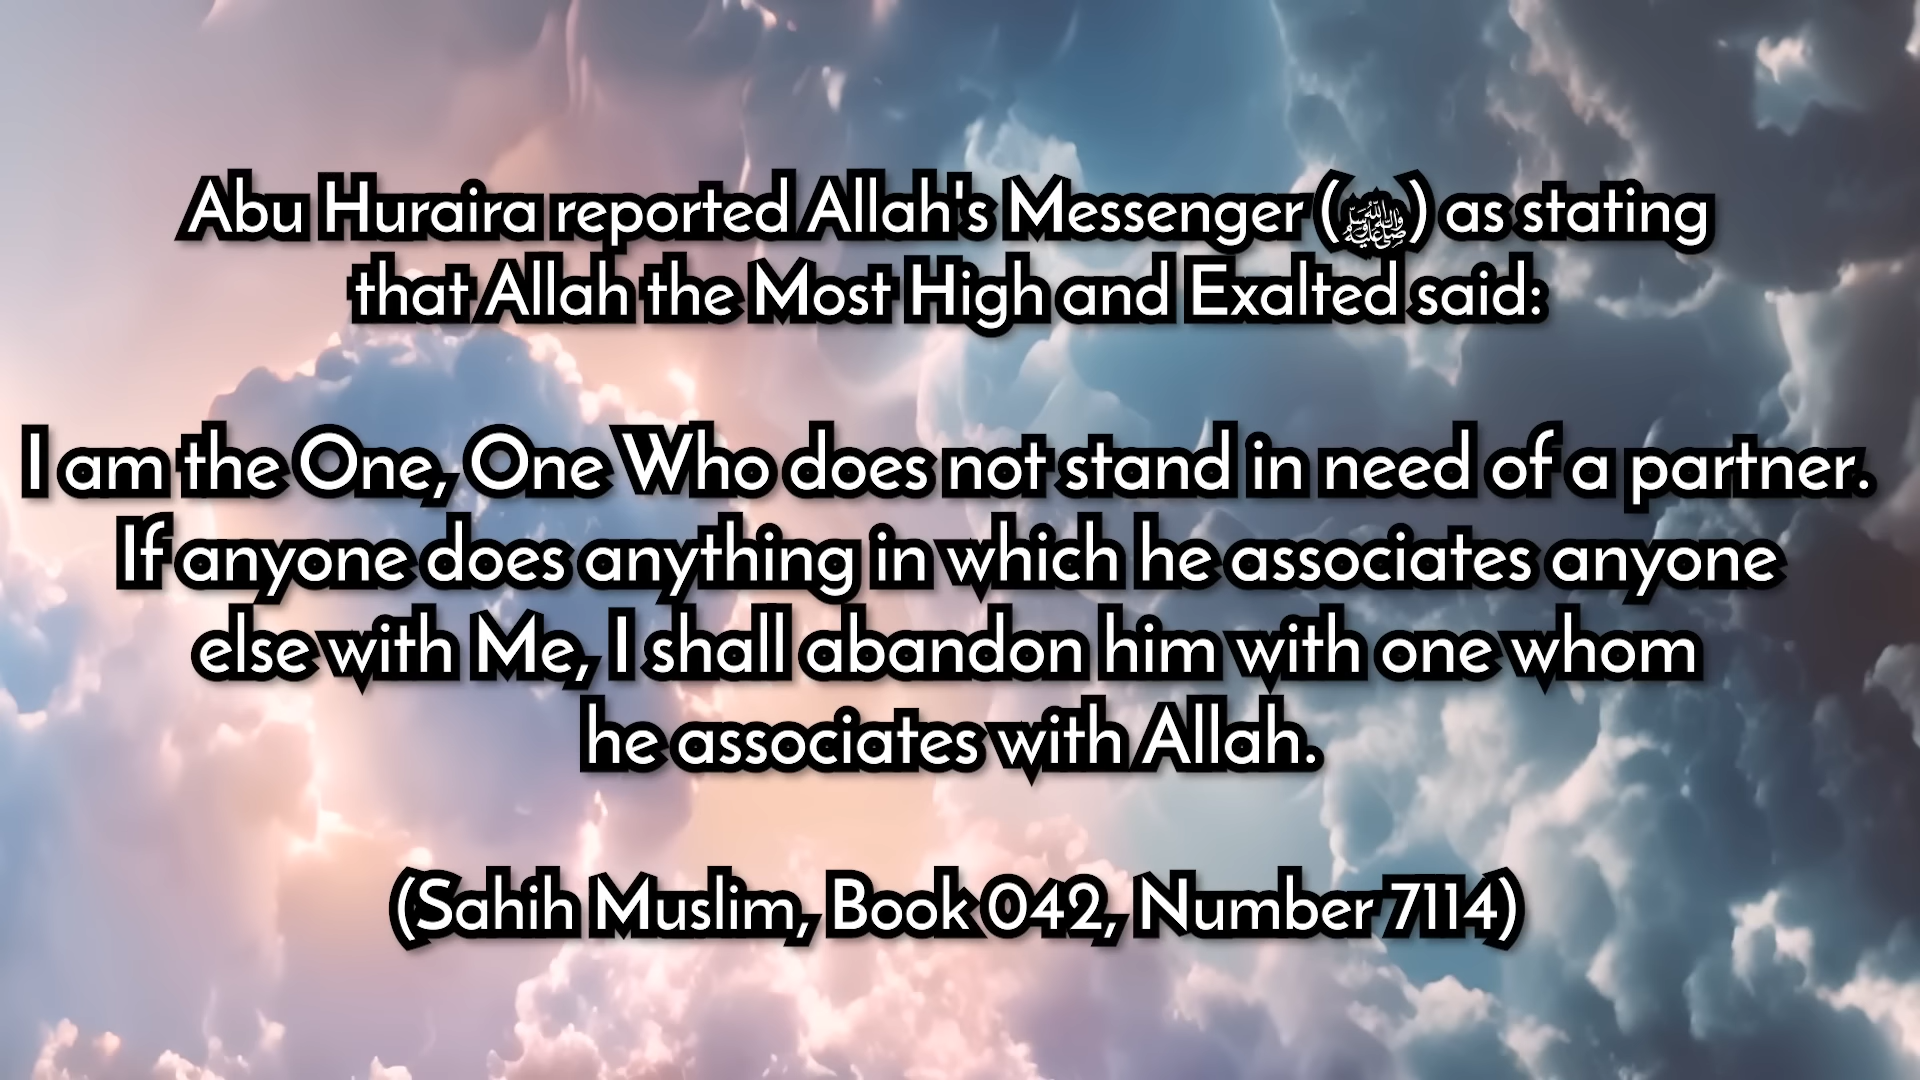 Abu Huraira reported Allah's Messenger (ﷺ) as stating
that Allah the Most High and Exalted said:
I am the One, One Who does not stand in need of a partner.
If anyone does anything in which he associates anyone
else with Me, I shall abandon him with one whom
he associates with Allah.
(Sahih Muslim, Book 042, Number 7114)